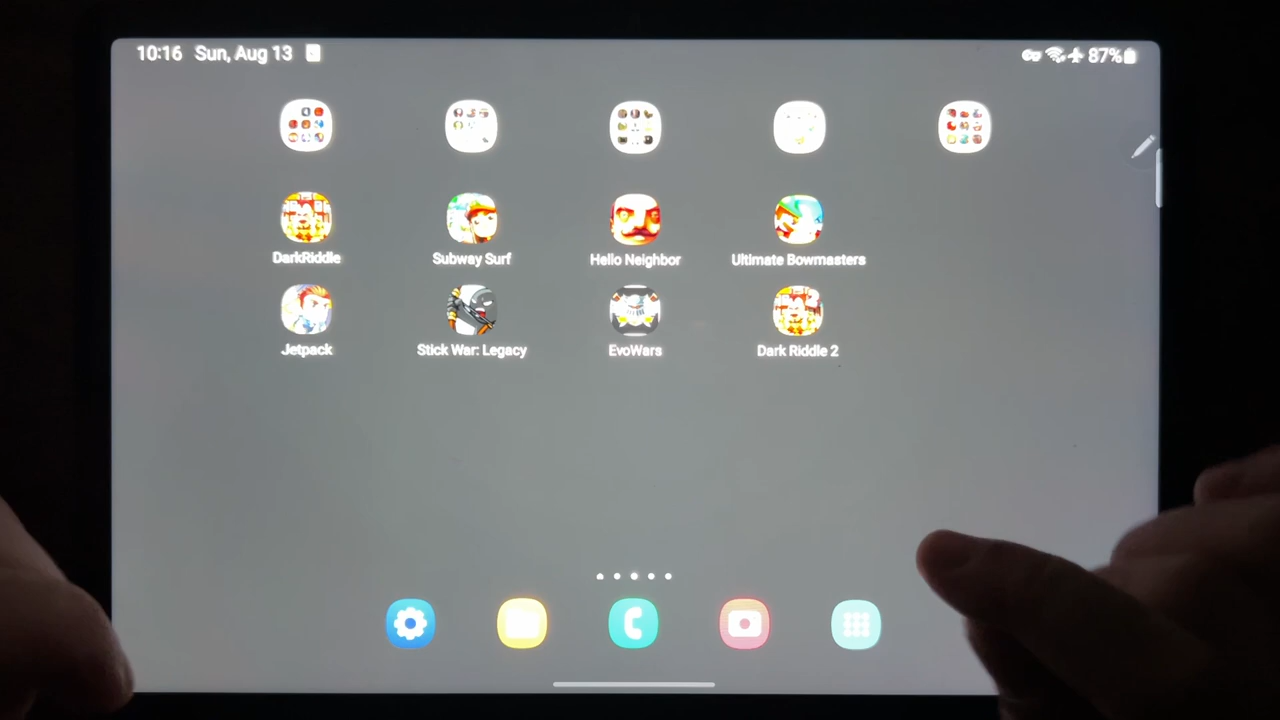 10:16 Sun, Aug 13 87%
DarkRiddle Subway Surf Hello Neighbor Ultimate Bowmasters
Jetpack Stick War: Legacy EvoWars Dark Riddle 2